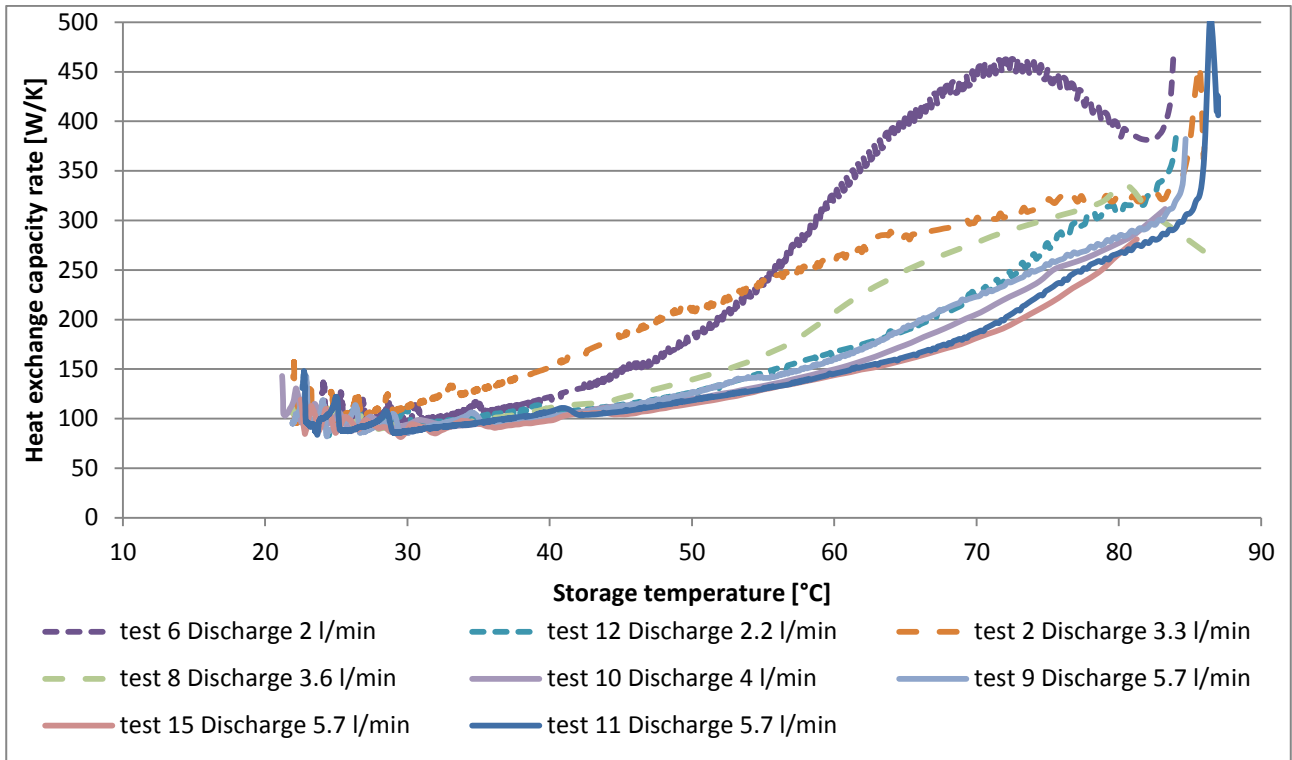 Heat exchange capacity rate [W/K]
500
450
400
350
300
250
200
150
100
50
0
10 20 30 40 50 60 70 80 90
Storage temperature [°C]
test 6 Discharge 2 l/min test 12 Discharge 2.2 l/min test 2 Discharge 3.3 l/min
test 8 Discharge 3.6 l/min test 10 Discharge 4 l/min test 9 Discharge 5.7 l/min
test 15 Discharge 5.7 l/min test 11 Discharge 5.7 l/min